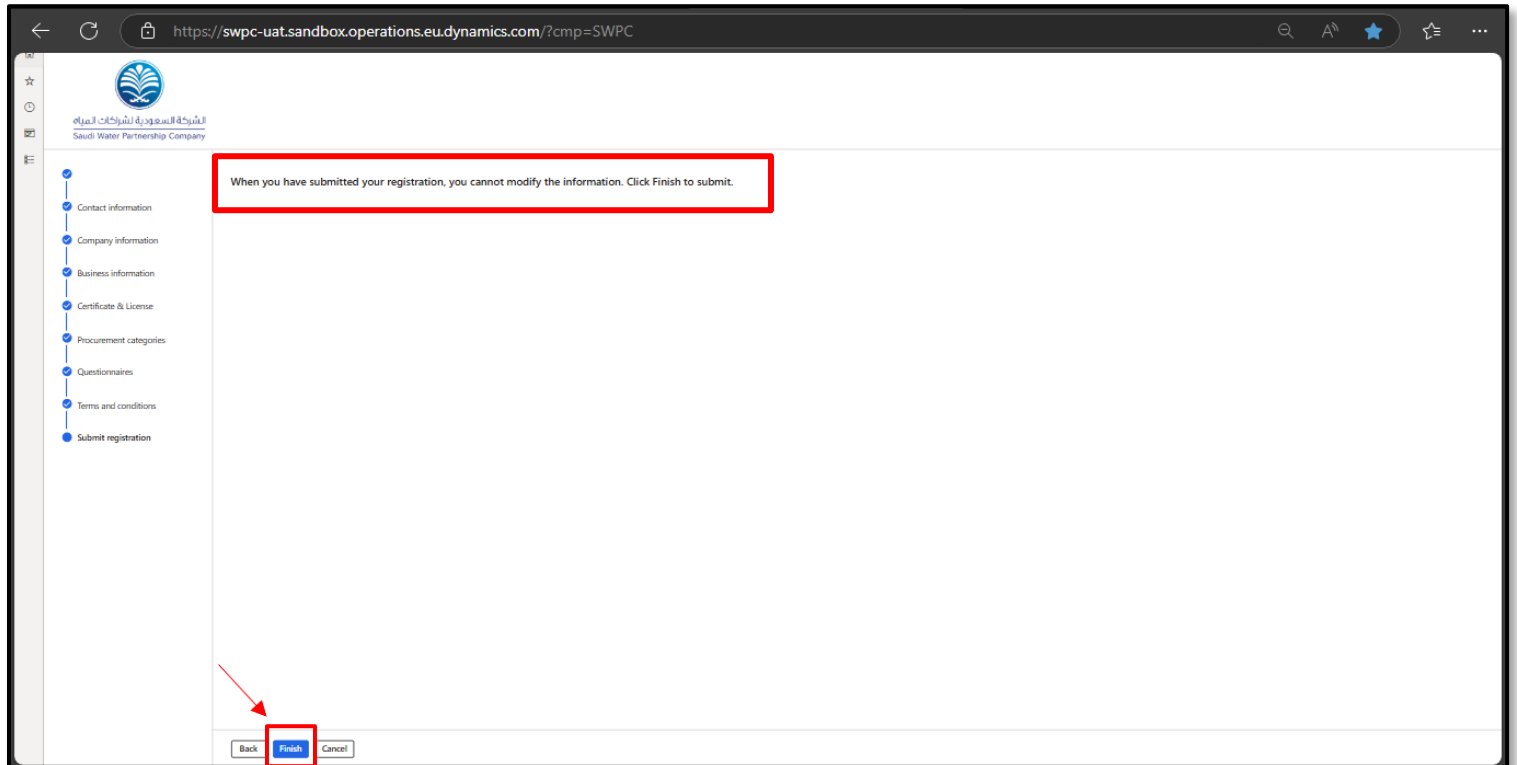 https://swpc-uat.sandbox.operations.eu.dynamics.com/?cmp=SWPC
الشركة السعودية لشراكات المياه
Saudi Water Partnership Company
When you have submitted your registration, you cannot modify the information. Click Finish to submit.
Contact information
Company information
Business information
Certificate & License
Procurement categories
Questionnaires
Terms and conditions
Submit registration
Back Finish Cancel